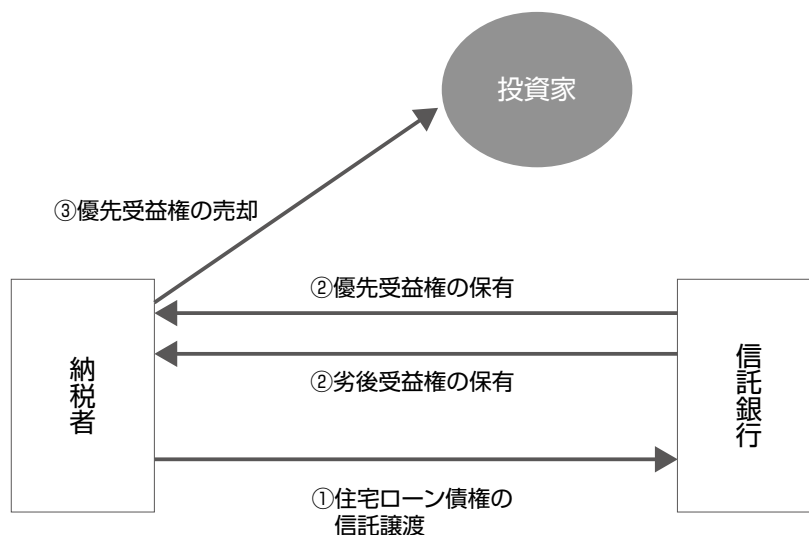 投資家
③優先受益権の売却
②優先受益権の保有
②劣後受益権の保有
納税者
信託銀行
①住宅ローン債権の
信託譲渡